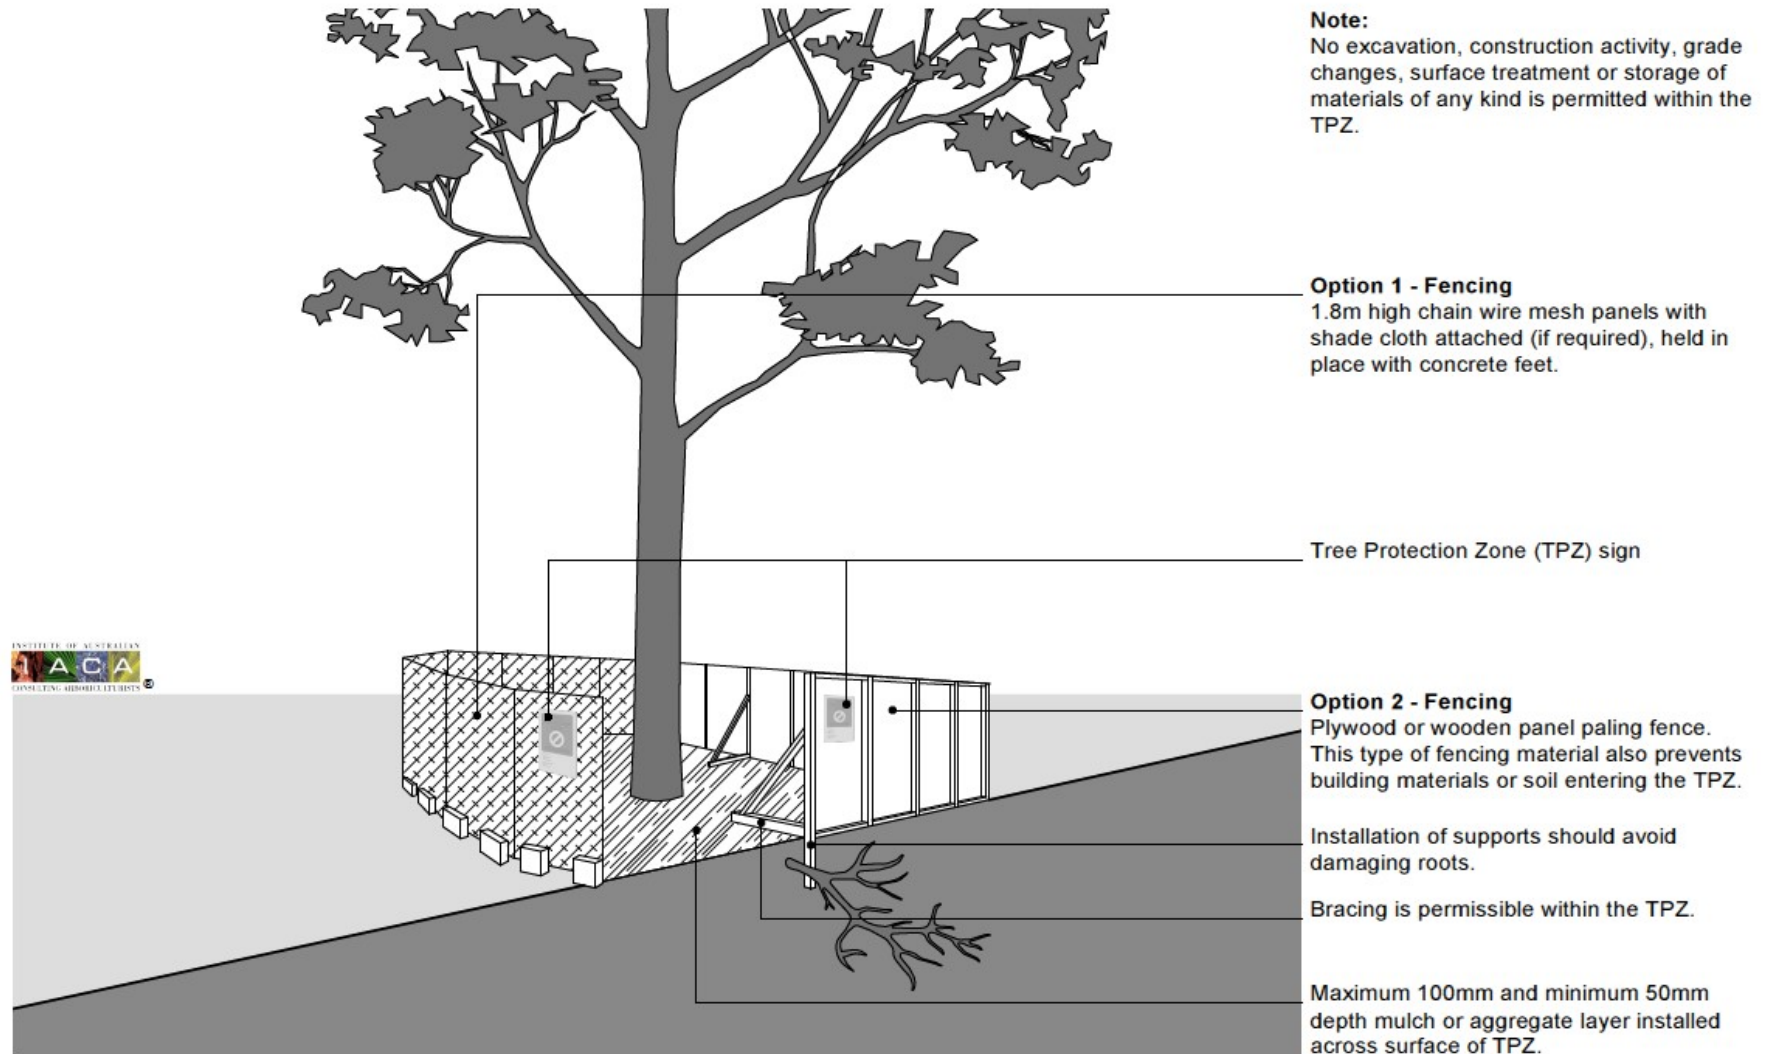 Note:
No excavation, construction activity, grade
changes, surface treatment or storage of
materials of any kind is permitted within the
TPZ.
Option 1 - Fencing
1.8m high chain wire mesh panels with
shade cloth attached (if required), held in
place with concrete feet.
Tree Protection Zone (TPZ) sign
INSTITUTE OF AUSTRALIAN
IACA
CONSULTING ARBORICULTURISTS ®
Option 2 - Fencing
Plywood or wooden panel paling fence.
This type of fencing material also prevents
building materials or soil entering the TPZ.
Installation of supports should avoid
damaging roots.
Bracing is permissible within the TPZ.
Maximum 100mm and minimum 50mm
depth mulch or aggregate layer installed
across surface of TPZ.